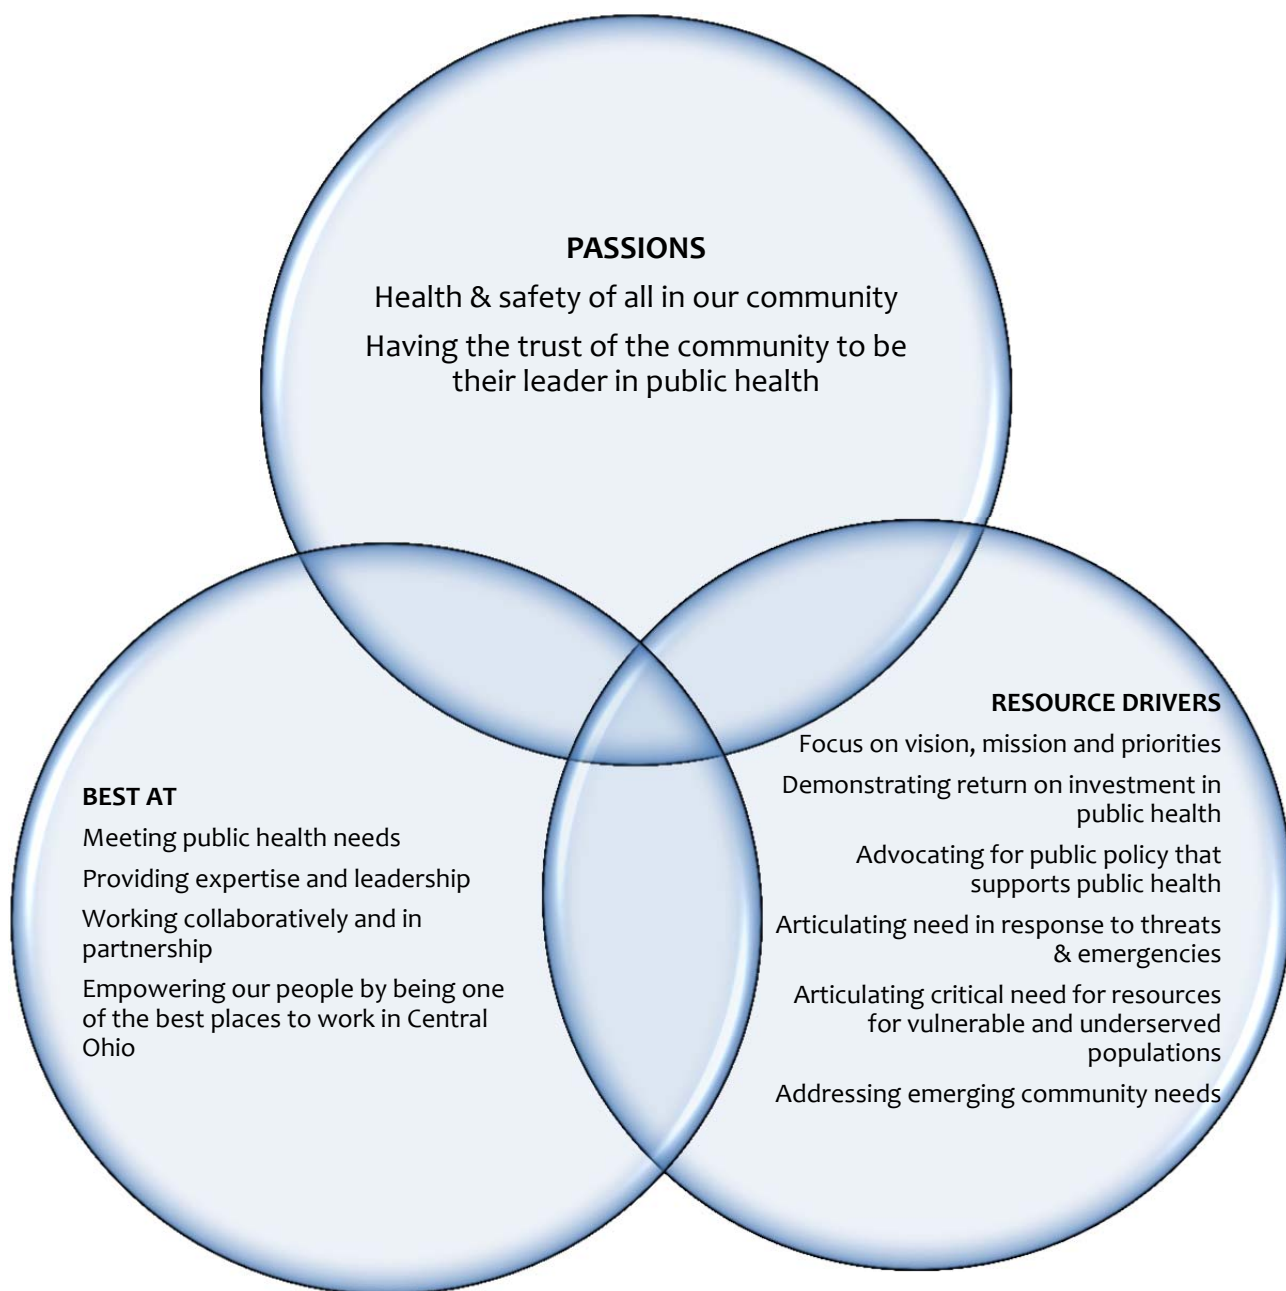 PASSIONS
Health & safety of all in our community
Having the trust of the community to be
their leader in public health
BEST AT
Meeting public health needs
Providing expertise and leadership
Working collaboratively and in
partnership
Empowering our people by being one
of the best places to work in Central
Ohio
RESOURCE DRIVERS
Focus on vision, mission and priorities
Demonstrating return on investment in
public health
Advocating for public policy that
supports public health
Articulating need in response to threats
& emergencies
Articulating critical need for resources
for vulnerable and underserved
populations
Addressing emerging community needs